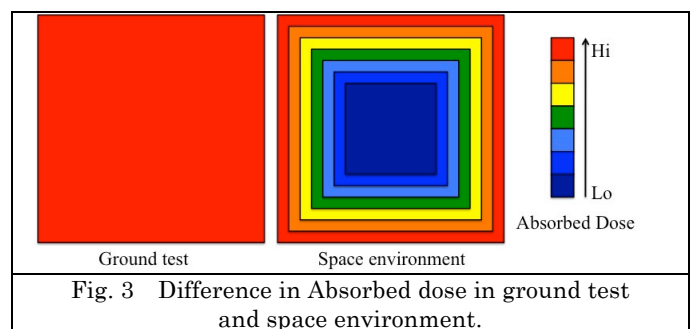 Hi
Lo
Absorbed Dose
Ground test
Space environment
Fig. 3 Difference in Absorbed dose in ground test
and space environment.